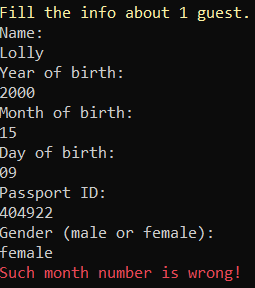 Fill the info about 1 guest.
Name:
Lolly
Year of birth:
2000
Month of birth:
15
Day of birth:
09
Passport ID:
404922
Gender (male or female):
female
Such month number is wrong!